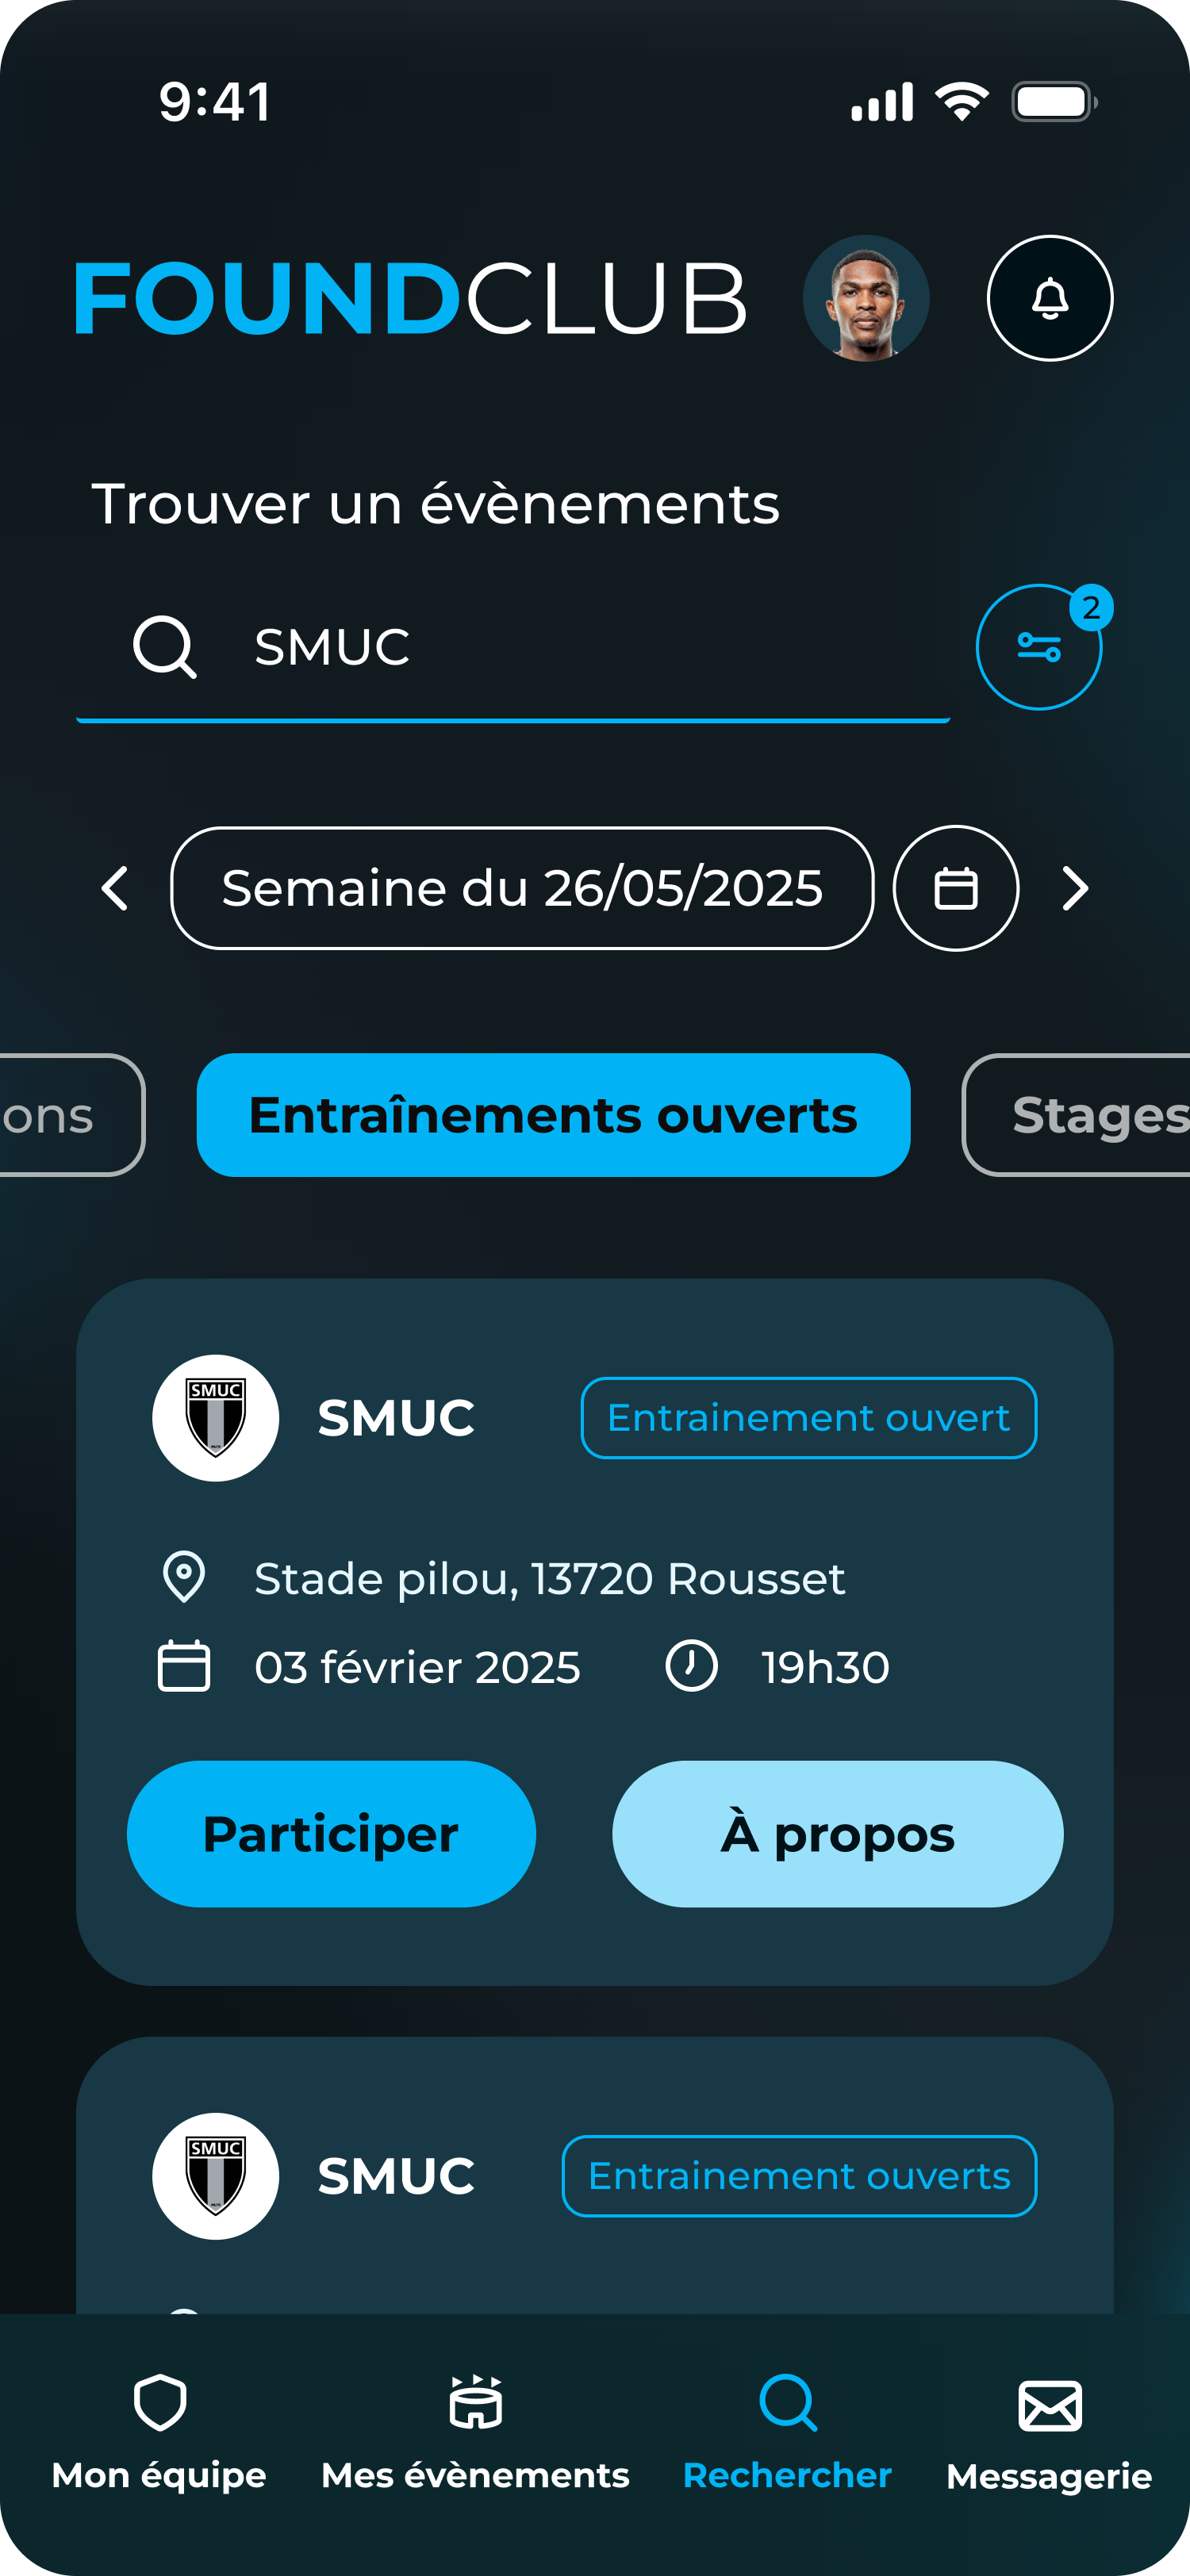 9:41
FOUNDCLUB
Trouver un évènements
SMUC
2
Semaine du 26/05/2025
ons
Entraînements ouverts
Stages
SMUC
SMUC
Entrainement ouvert
Stade pilou, 13720 Rousset
03 février 2025
19h30
Participer
À propos
SMUC
SMUC
Entrainement ouverts
Mon équipe
Mes évènements
Rechercher
Messagerie